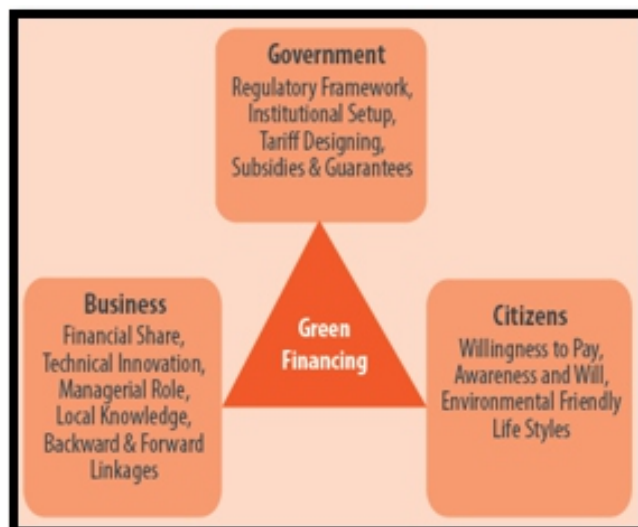 Government
Regulatory Framework,
Institutional Setup,
Tariff Designing,
Subsidies & Guarantees
Business
Financial Share,
Technical Innovation,
Managerial Role,
Local Knowledge,
Backward & Forward
Linkages
Green
Financing
Citizens
Willingness to Pay,
Awareness and Will,
Environmental Friendly
Life Styles